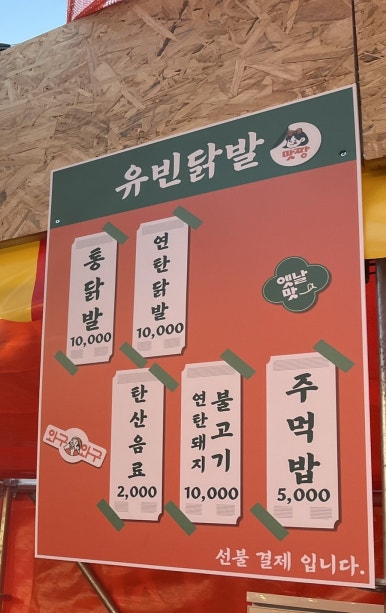 유빈닭발
맛짱
통닭발
10,000
연탄닭발
10,000
옛날
맛
와구와구
탄산음료
2,000
연탄돼지
불고기
10,000
주먹밥
5,000
선불 결제 입니다.